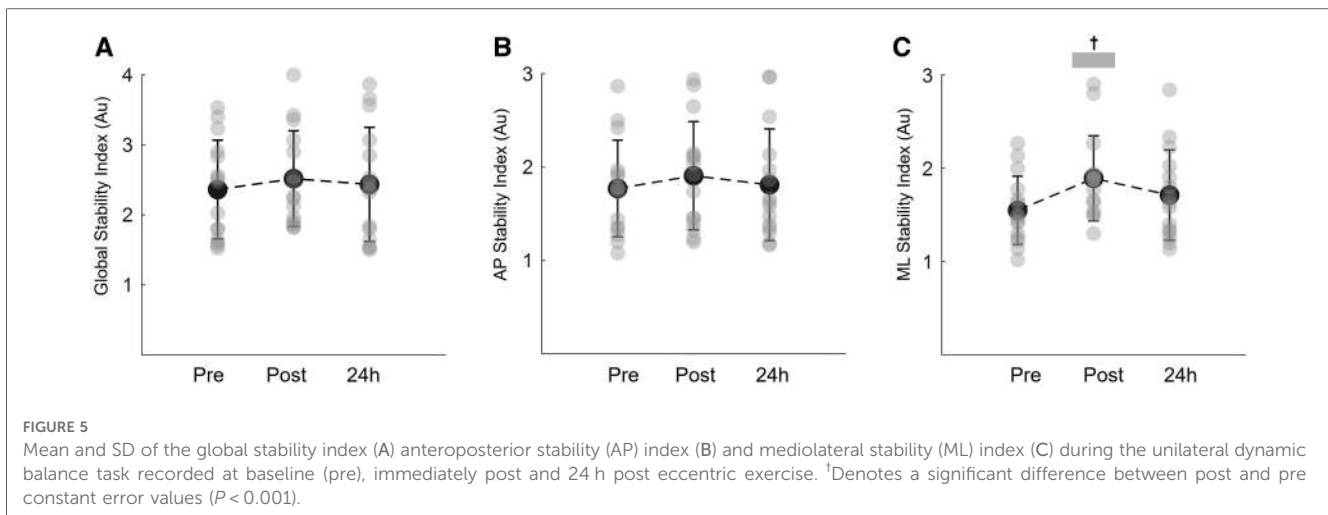 A
Global Stability Index (Au)
4
3
2
1
Pre Post 24h
B
AP Stability Index (Au)
3
2
1
Pre Post 24h
C
†
ML Stability Index (Au)
3
2
1
Pre Post 24h
FIGURE 5
Mean and SD of the global stability index (A) anteroposterior stability (AP) index (B) and mediolateral stability (ML) index (C) during the unilateral dynamic
balance task recorded at baseline (pre), immediately post and 24 h post eccentric exercise. †Denotes a significant difference between post and pre
constant error values (P < 0.001).